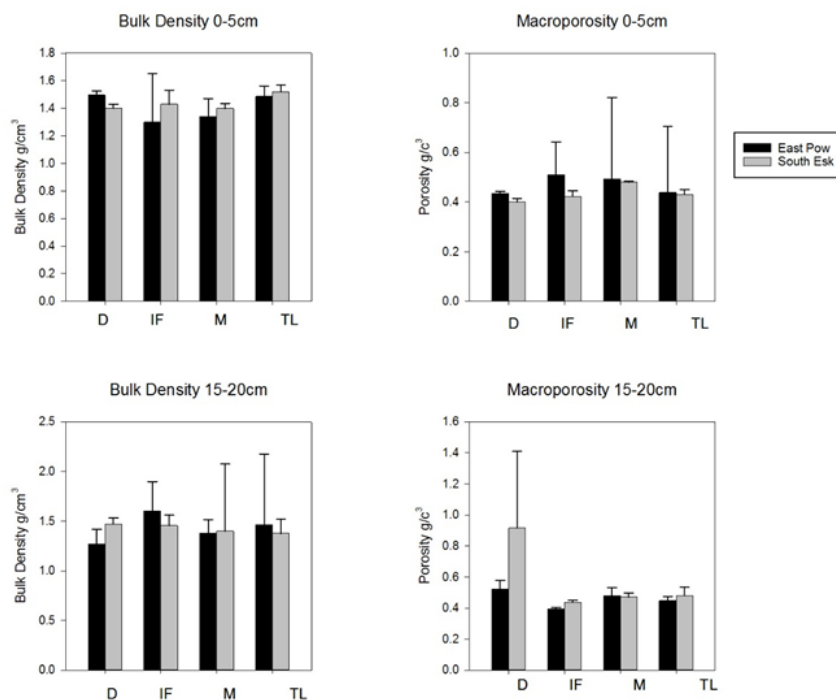 Bulk Density 0-5cm
Bulk Density g/cm³
1.8
1.6
1.4
1.2
1.0
0.8
0.6
0.4
0.2
0.0
D IF M TL
Macroporosity 0-5cm
Porosity g/c³
1.0
0.8
0.6
0.4
0.2
0.0
D IF M TL
East Pow
South Esk
Bulk Density 15-20cm
Bulk Density g/cm³
2.5
2.0
1.5
1.0
0.5
0.0
D IF M TL
Macroporosity 15-20cm
Porosity g/c³
1.6
1.4
1.2
1.0
0.8
0.6
0.4
0.2
0.0
D IF M TL